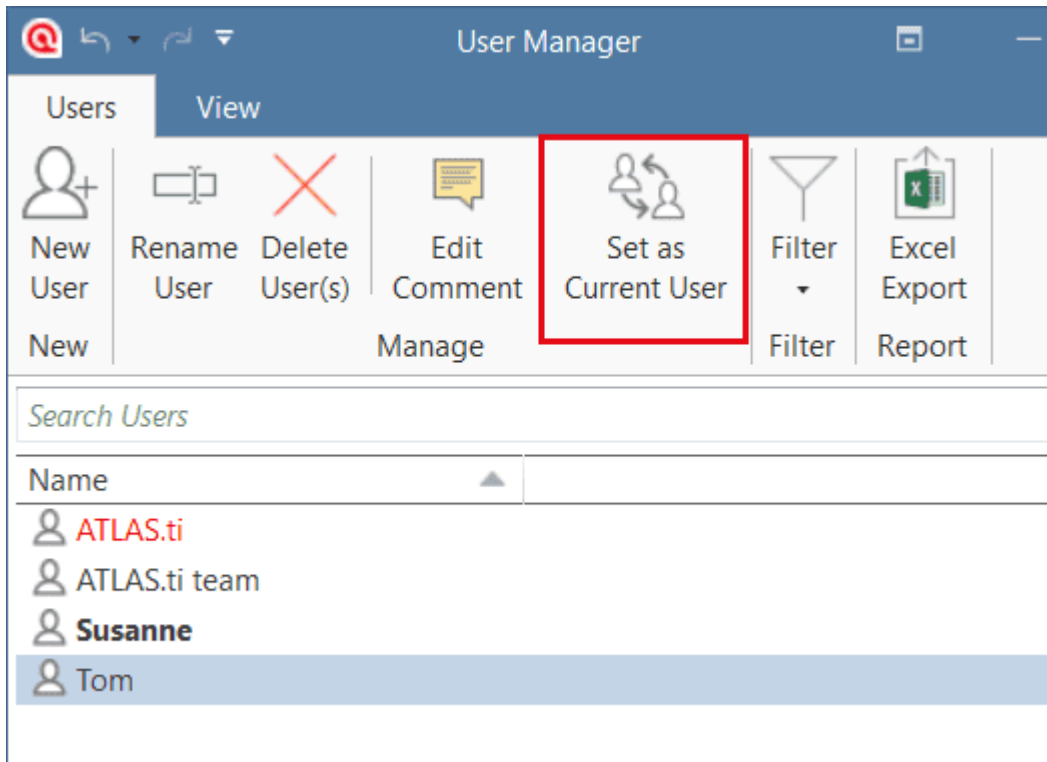 User Manager
Users View
New User
Rename User
Delete User(s)
Edit Comment
Set as Current User
Filter
Excel Export
New
Manage
Filter
Report
Search Users
Name
ATLAS.ti
ATLAS.ti team
Susanne
Tom